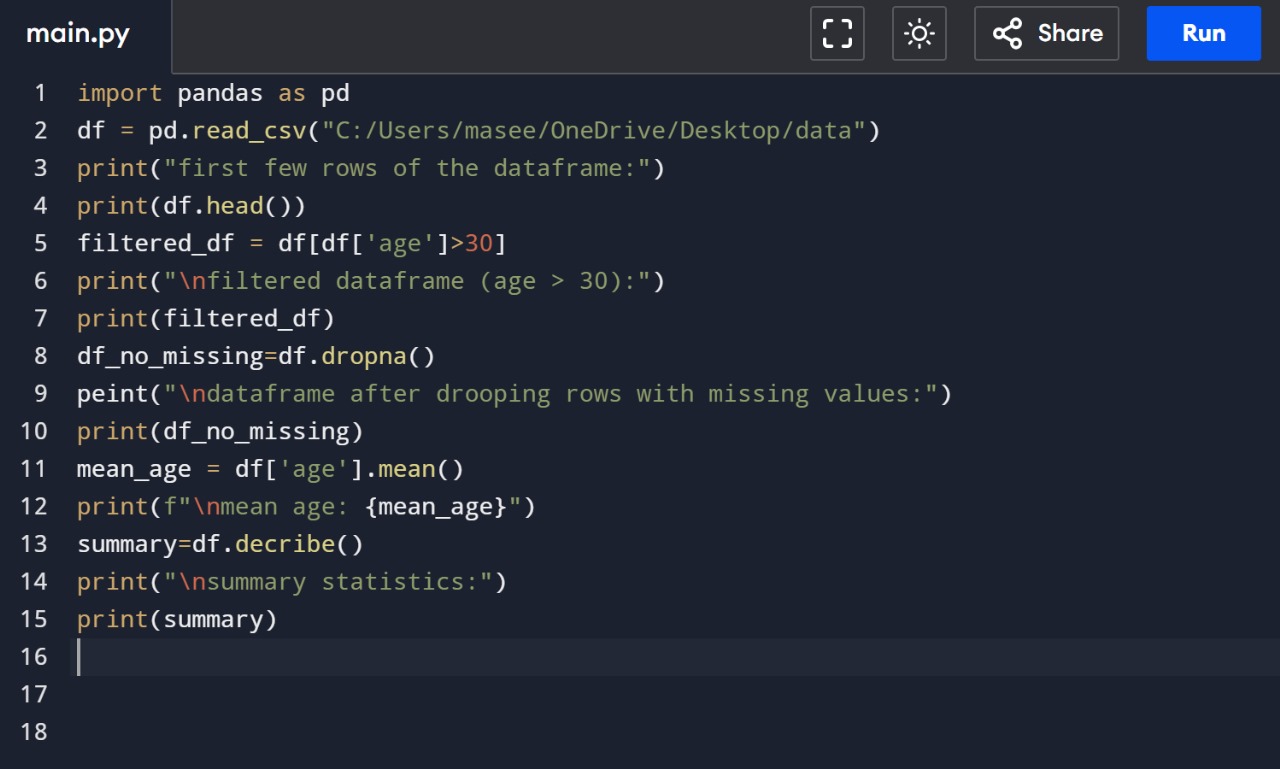 main.py
Share
Run
1 import pandas as pd
2 df = pd.read_csv("C:/Users/masee/OneDrive/Desktop/data")
3 print("first few rows of the dataframe:")
4 print(df.head())
5 filtered_df = df[df['age']>30]
6 print("\nfiltered dataframe (age > 30):")
7 print(filtered_df)
8 df_no_missing=df.dropna()
9 peint("\ndataframe after drooping rows with missing values:")
10 print(df_no_missing)
11 mean_age = df['age'].mean()
12 print(f"\nmean age: {mean_age}")
13 summary=df.decribe()
14 print("\nsummary statistics:")
15 print(summary)
16
17
18